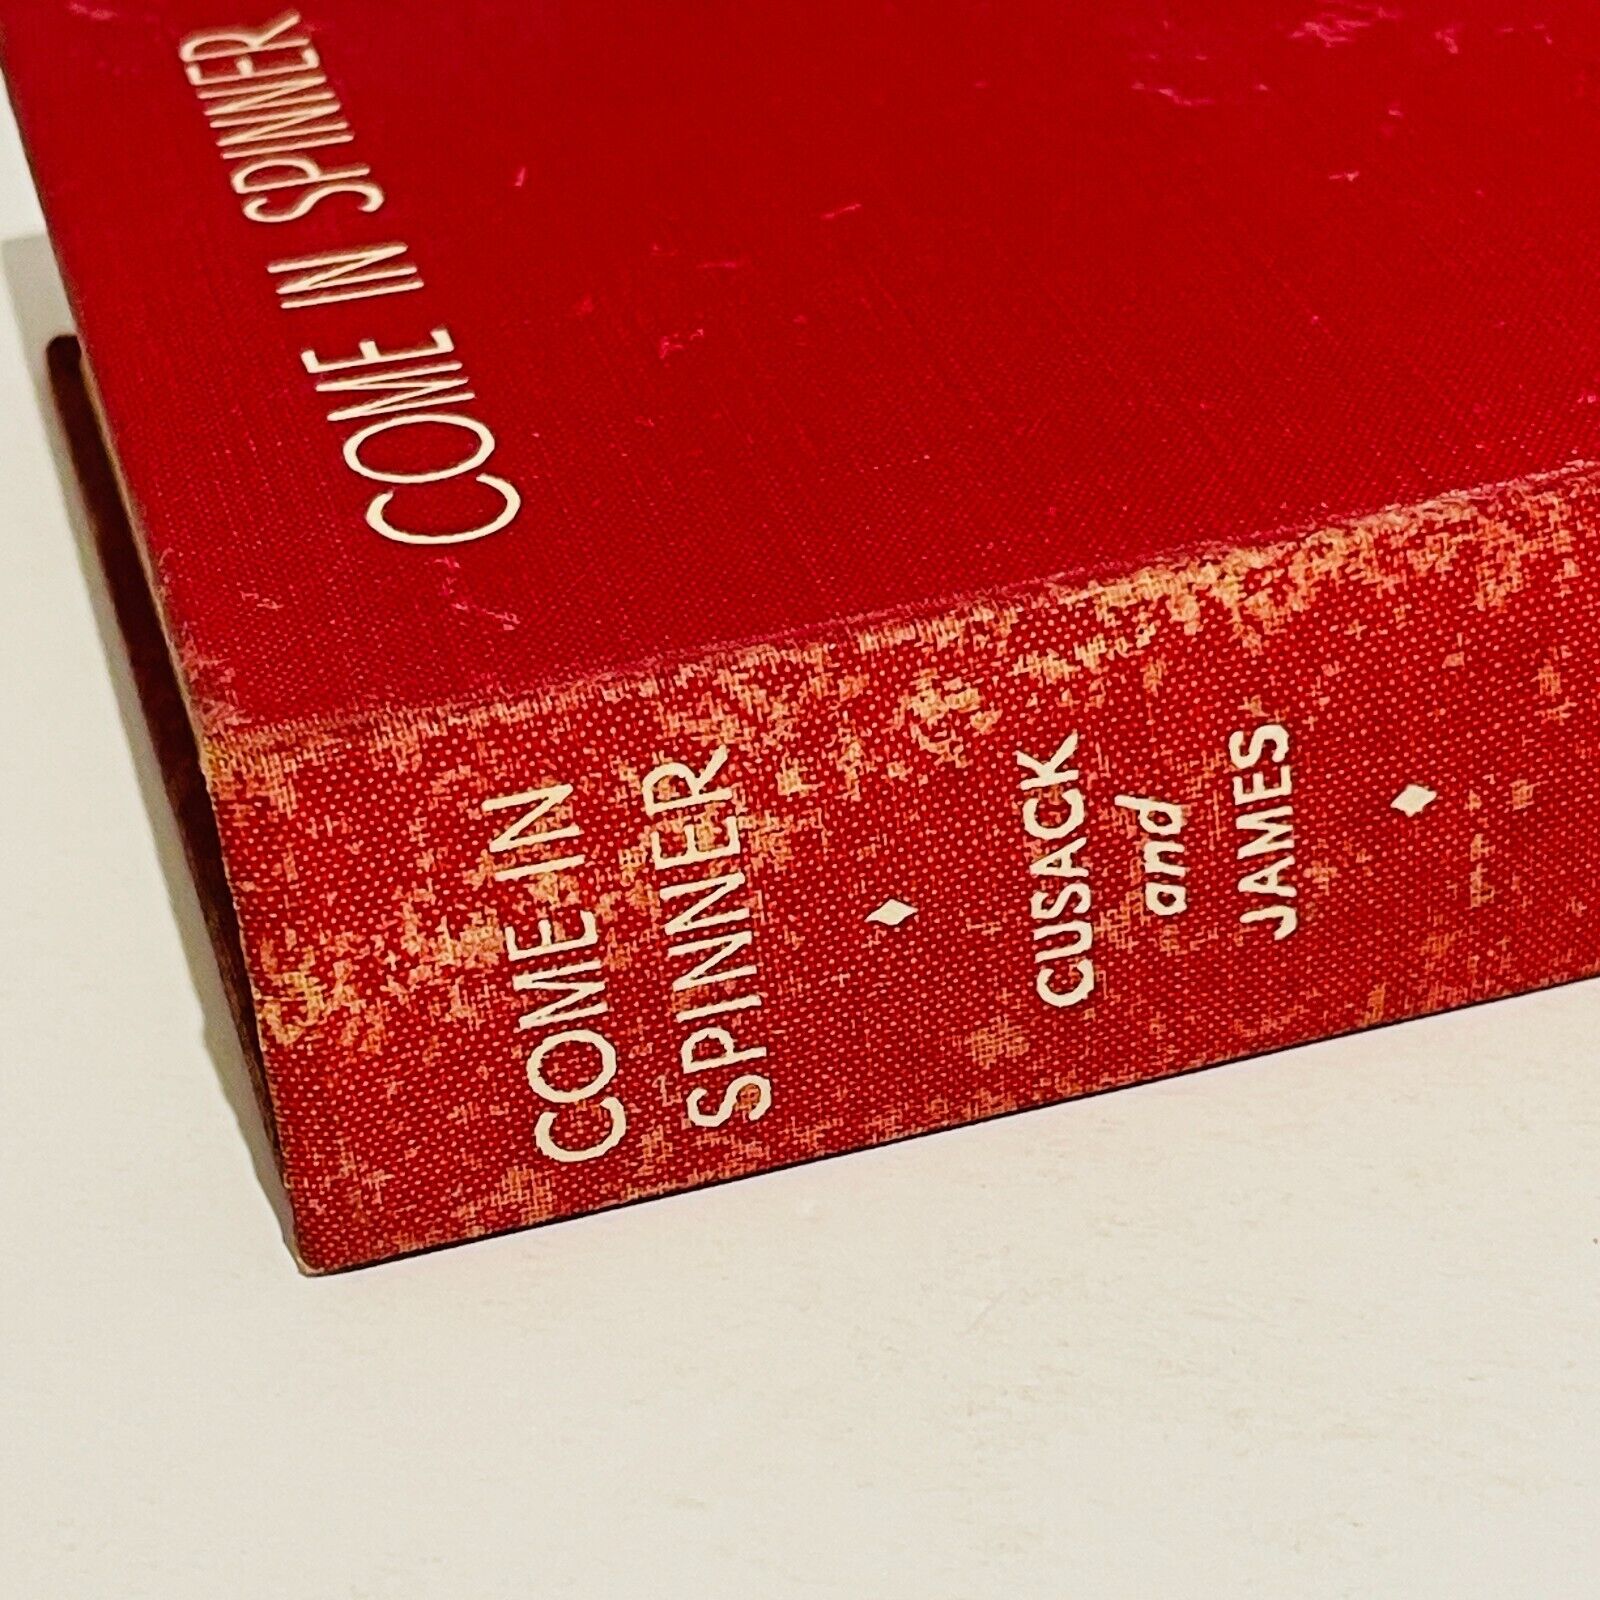 COME IN SPINNER
COME IN
SPINNER
CUSACK
and
JAMES